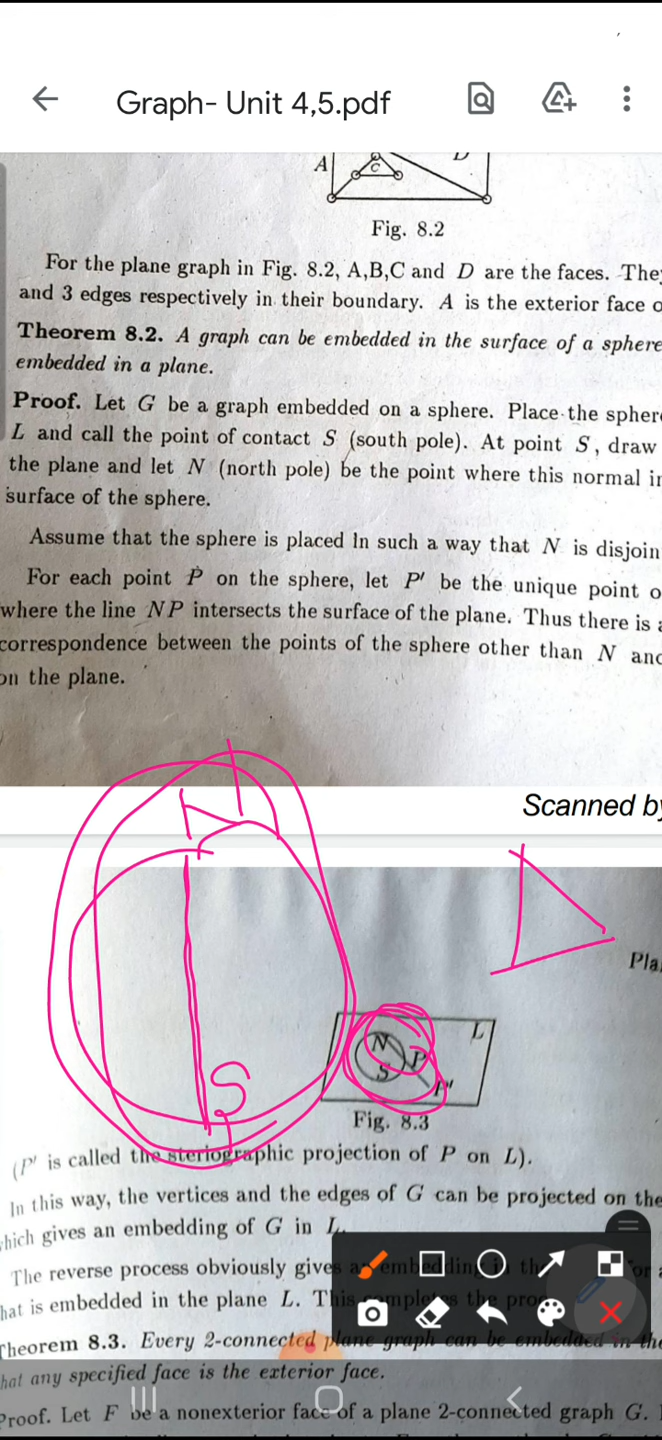 Graph- Unit 4,5.pdf
A
C
D
Fig. 8.2
For the plane graph in Fig. 8.2, A,B,C and D are the faces. They
and 3 edges respectively in their boundary. A is the exterior face o
Theorem 8.2. A graph can be embedded in the surface of a sphere
embedded in a plane.
Proof. Let G be a graph embedded on a sphere. Place the sphere
L and call the point of contact S (south pole). At point S, draw
the plane and let N (north pole) be the point where this normal in
surface of the sphere.
Assume that the sphere is placed in such a way that N is disjoin
For each point P on the sphere, let P' be the unique point o
where the line NP intersects the surface of the plane. Thus there is a
correspondence between the points of the sphere other than N and
on the plane.
Scanned by
N
S
Pla
L
N
P
S
P'
Fig. 8.3
(P' is called the steriographic projection of P on L).
In this way, the vertices and the edges of G can be projected on the
which gives an embedding of G in L.
The reverse process obviously gives embedding in the for
hat is embedded in the plane L. This completes the proo
Theorem 8.3. Every 2-connected plane graph can be embedded in the
hat any specified face is the exterior face.
Proof. Let F be a nonexterior face of a plane 2-connected graph G.